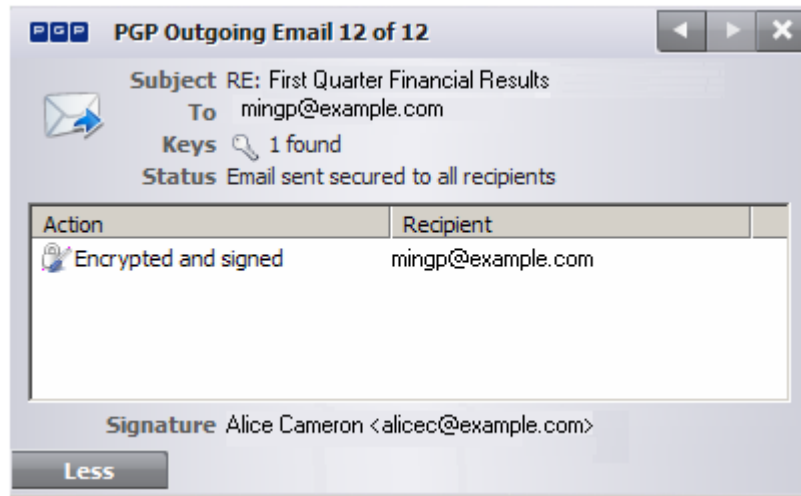 PGP PGP Outgoing Email 12 of 12
Subject RE: First Quarter Financial Results
To mingp@example.com
Keys 1 found
Status Email sent secured to all recipients
Action Recipient
Encrypted and signed mingp@example.com
Signature Alice Cameron <alicec@example.com>
Less